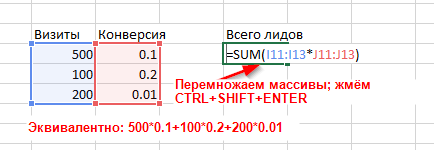 Визиты Конверсия Всего лидов
500 0.1 =SUM(I11:I13*J11:J13)
100 0.2
200 0.01
Перемножаем массивы; жмём
CTRL+SHIFT+ENTER
Эквивалентно: 500*0.1+100*0.2+200*0.01